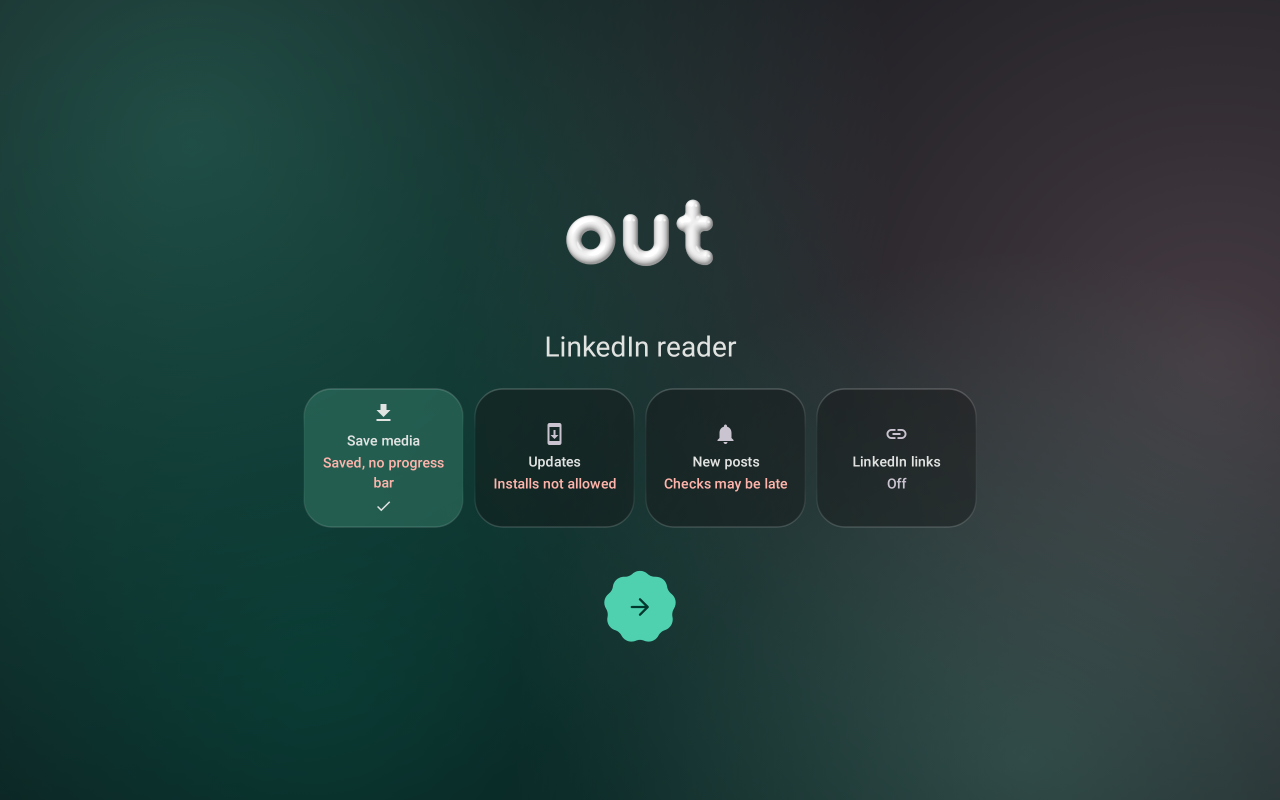 out
LinkedIn reader
Save media
Saved, no progress
bar
Updates
Installs not allowed
New posts
Checks may be late
LinkedIn links
Off